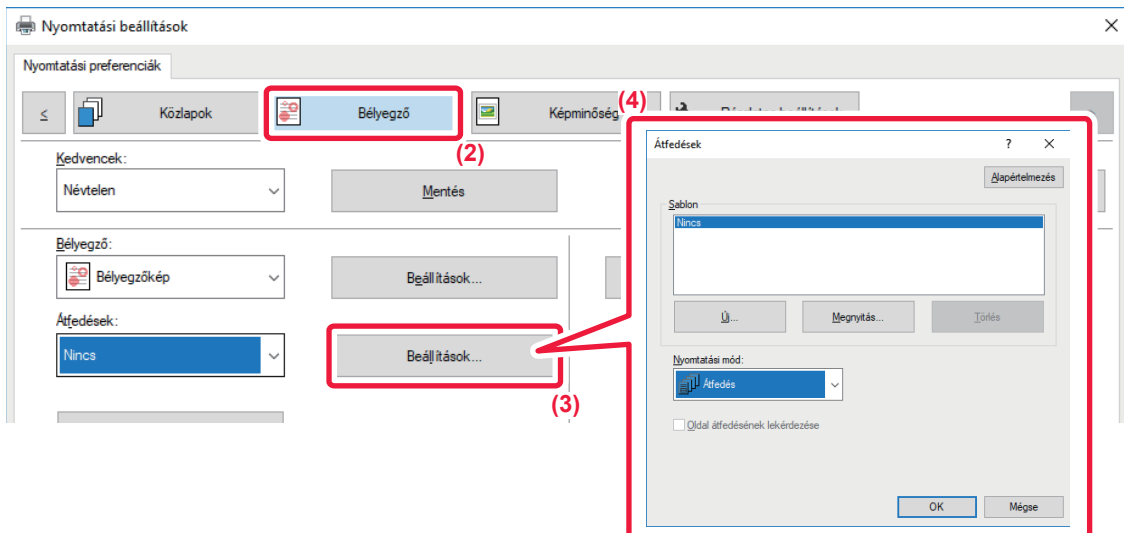 Nyomtatási beállítások
Nyomtatási preferenciák
≤ Közlapok Bélyegző Képminőség
(4)
(2)
Kedvencek:
Névtelen Mentés
Bélyegző:
Bélyegzőkép Beállítások...
Átfedések:
Nincs Beállítások...
(3)
Átfedések ?
Alapértelmezés
Sablon
Nincs
Új... Megnyitás... Törlés
Nyomtatási mód:
Átfedés
Oldal átfedésének lekérdezése
OK Mégse